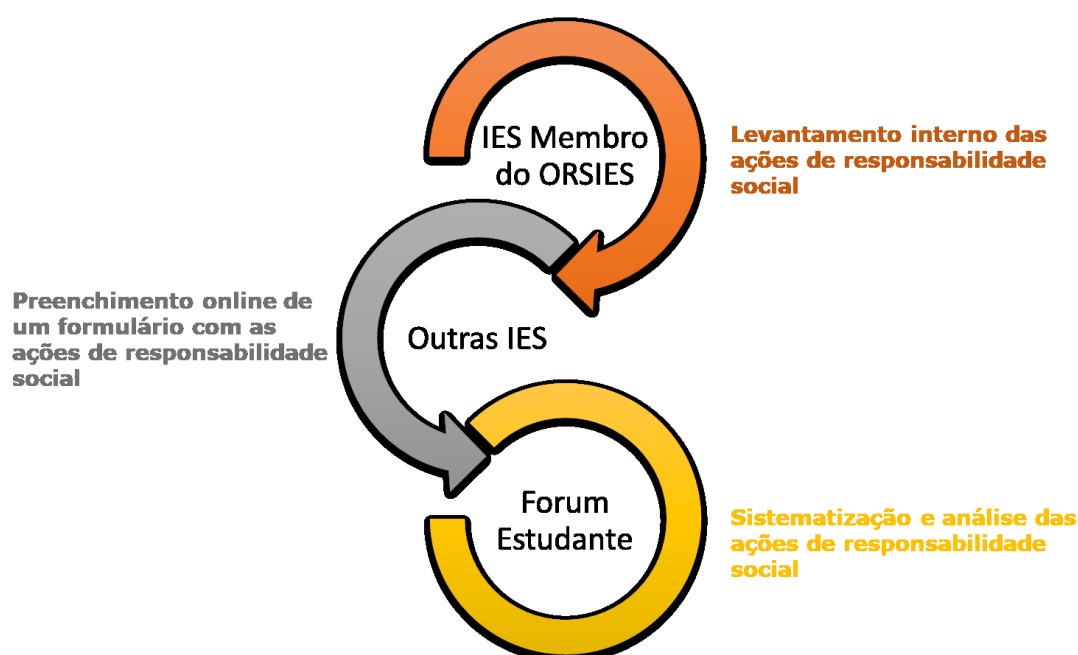 IES Membro
do ORSIES
Levantamento interno das
ações de responsabilidade
social
Preenchimento online de
um formulário com as
ações de responsabilidade
social
Outras IES
Forum
Estudante
Sistematização e análise das
ações de responsabilidade
social